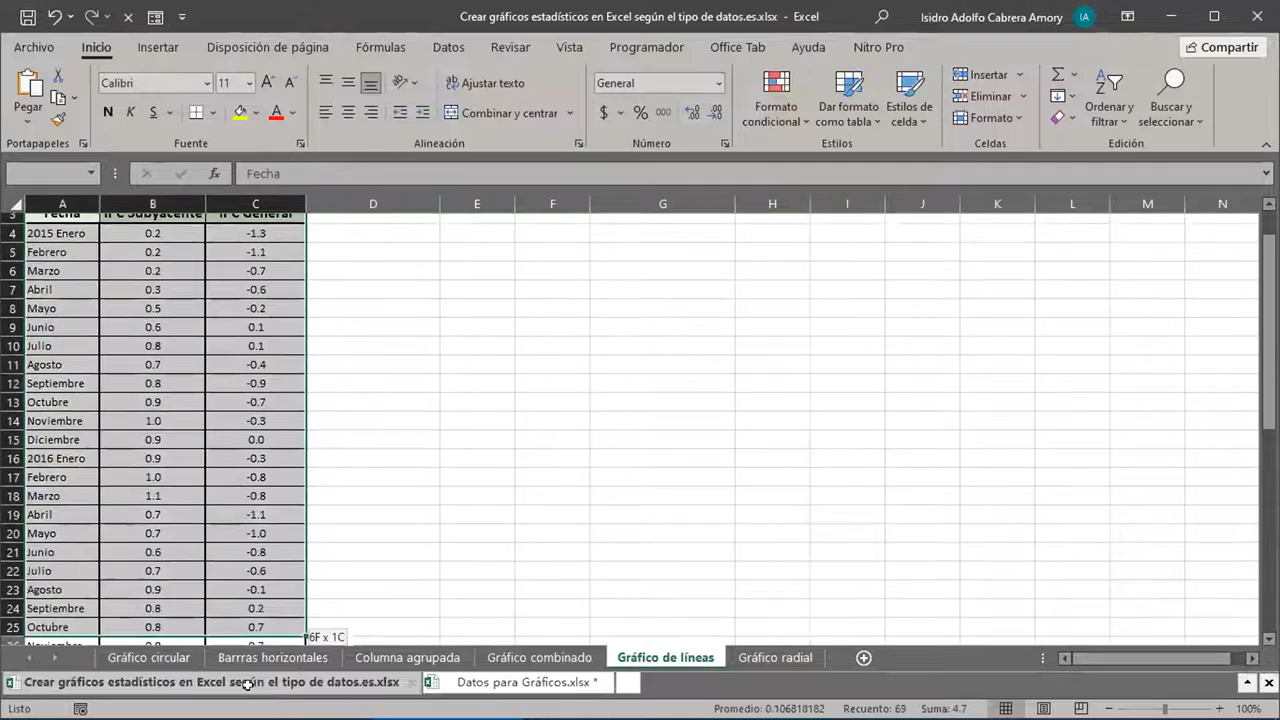 Crear gráficos estadísticos en Excel según el tipo de datos.es.xlsx - Excel
Isidro Adolfo Cabrera Amory IA
Archivo Inicio Insertar Disposición de página Fórmulas Datos Revisar Vista Programador Office Tab Ayuda Nitro Pro Compartir
Pegar
Calibri 11
N K S
Ajustar texto
Combinar y centrar
General
$ % 000
Formato condicional
Dar formato como tabla
Estilos de celda
Insertar
Eliminar
Formato
Ordenar y filtrar
Buscar y seleccionar
Portapapeles Fuente Alineación Número Estilos Celdas Edición
fx Fecha
A B C D E F G H I J K L M N
3 Fecha IPC Subyacente IPC General
4 2015 Enero 0.2 -1.3
5 Febrero 0.2 -1.1
6 Marzo 0.2 -0.7
7 Abril 0.3 -0.6
8 Mayo 0.5 -0.2
9 Junio 0.6 0.1
10 Julio 0.8 0.1
11 Agosto 0.7 -0.4
12 Septiembre 0.8 -0.9
13 Octubre 0.9 -0.7
14 Noviembre 1.0 -0.3
15 Diciembre 0.9 0.0
16 2016 Enero 0.9 -0.3
17 Febrero 1.0 -0.8
18 Marzo 1.1 -0.8
19 Abril 0.7 -1.1
20 Mayo 0.7 -1.0
21 Junio 0.6 -0.8
22 Julio 0.7 -0.6
23 Agosto 0.9 -0.1
24 Septiembre 0.8 0.2
25 Octubre 0.8 0.7
6F x 1C
Gráfico circular Barrras horizontales Columna agrupada Gráfico combinado Gráfico de líneas Gráfico radial
Crear gráficos estadísticos en Excel según el tipo de datos.es.xlsx Datos para Gráficos.xlsx *
Listo Promedio: 0.106818182 Recuento: 69 Suma: 4.7 100%